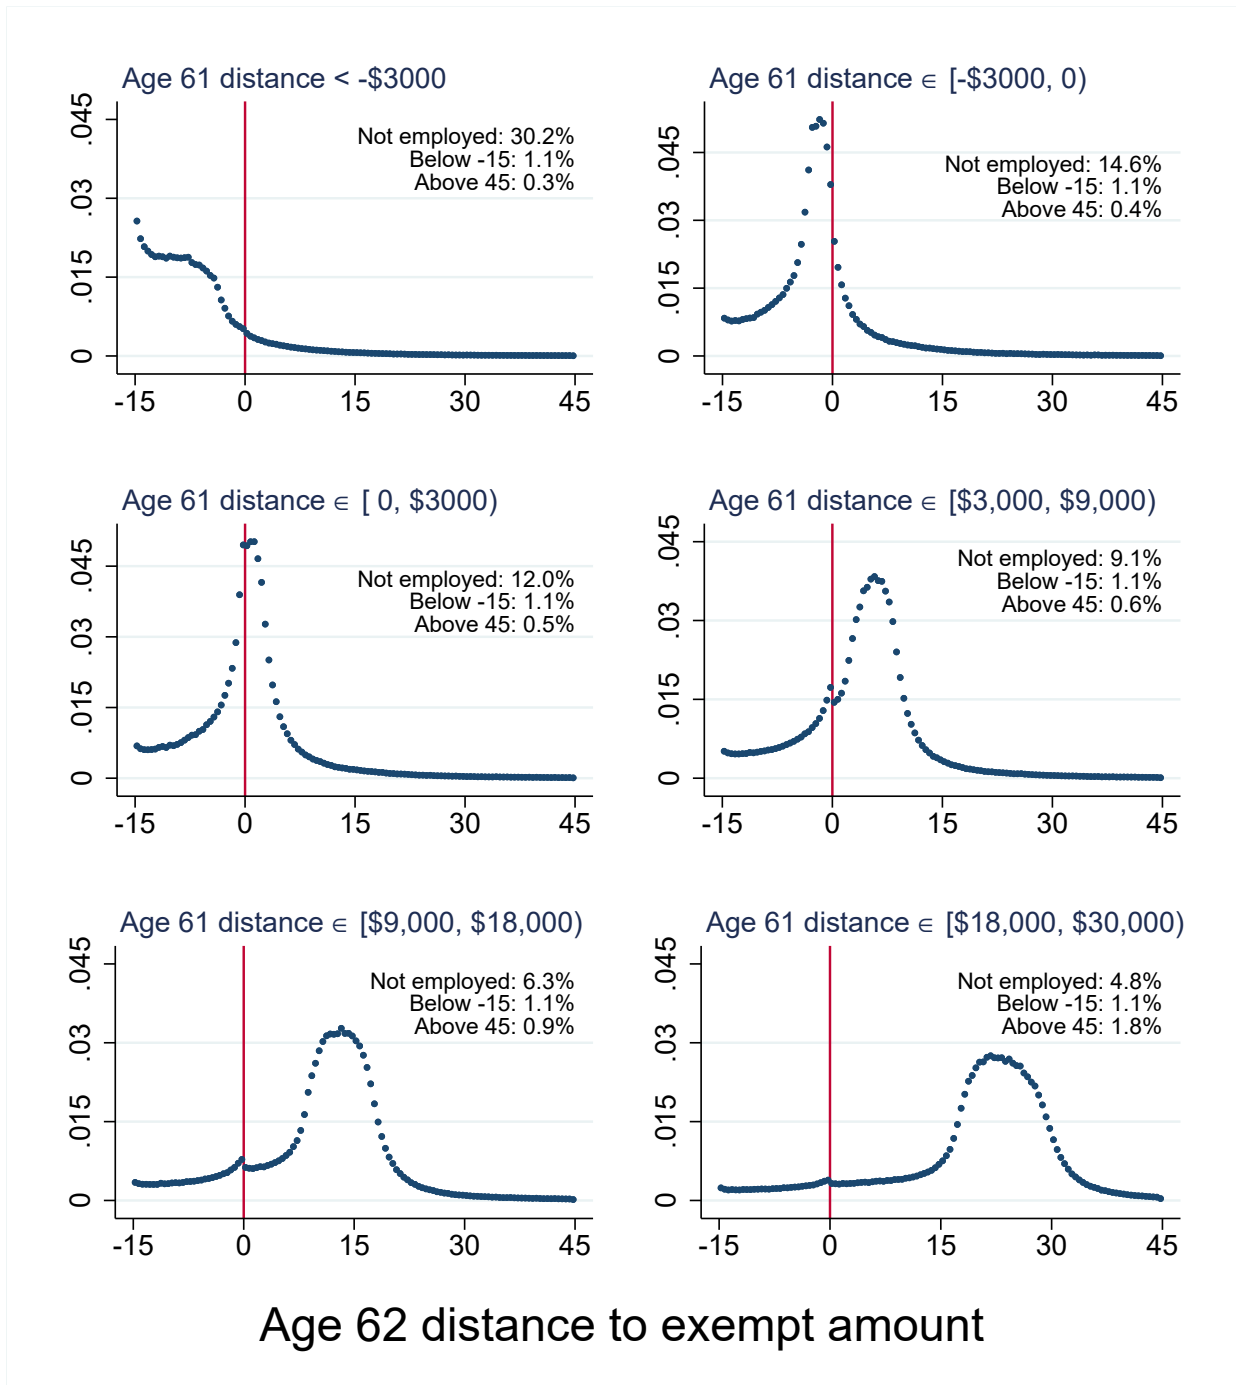 Age 61 distance < -$3000
Not employed: 30.2%
Below -15: 1.1%
Above 45: 0.3%
.045
.03
.015
0
-15 0 15 30 45
Age 61 distance ∈ [-$3000, 0)
Not employed: 14.6%
Below -15: 1.1%
Above 45: 0.4%
.045
.03
.015
0
-15 0 15 30 45
Age 61 distance ∈ [ 0, $3000)
Not employed: 12.0%
Below -15: 1.1%
Above 45: 0.5%
.045
.03
.015
0
-15 0 15 30 45
Age 61 distance ∈ [$3,000, $9,000)
Not employed: 9.1%
Below -15: 1.1%
Above 45: 0.6%
.045
.03
.015
0
-15 0 15 30 45
Age 61 distance ∈ [$9,000, $18,000)
Not employed: 6.3%
Below -15: 1.1%
Above 45: 0.9%
.045
.03
.015
0
-15 0 15 30 45
Age 61 distance ∈ [$18,000, $30,000)
Not employed: 4.8%
Below -15: 1.1%
Above 45: 1.8%
.045
.03
.015
0
-15 0 15 30 45
Age 62 distance to exempt amount